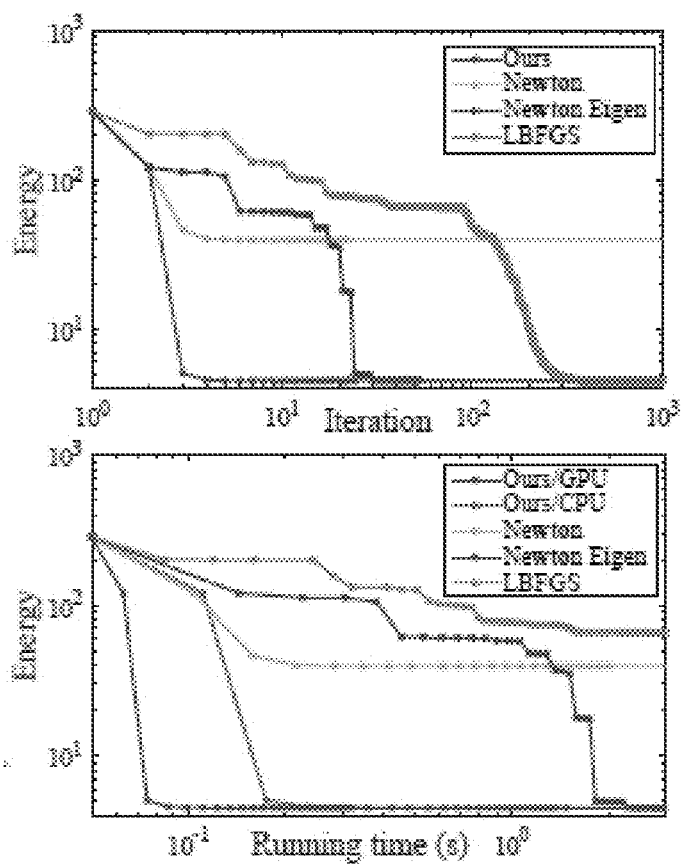 10³
Ours
Newton
Newton Eigen
LBFGS
10²
Energy
10¹
10⁰
10¹
Iteration
10²
10³
10³
Ours/GPU
Ours/CPU
Newton
Newton Eigen
LBFGS
10²
Energy
10¹
10⁻¹
Running time (s)
10⁰